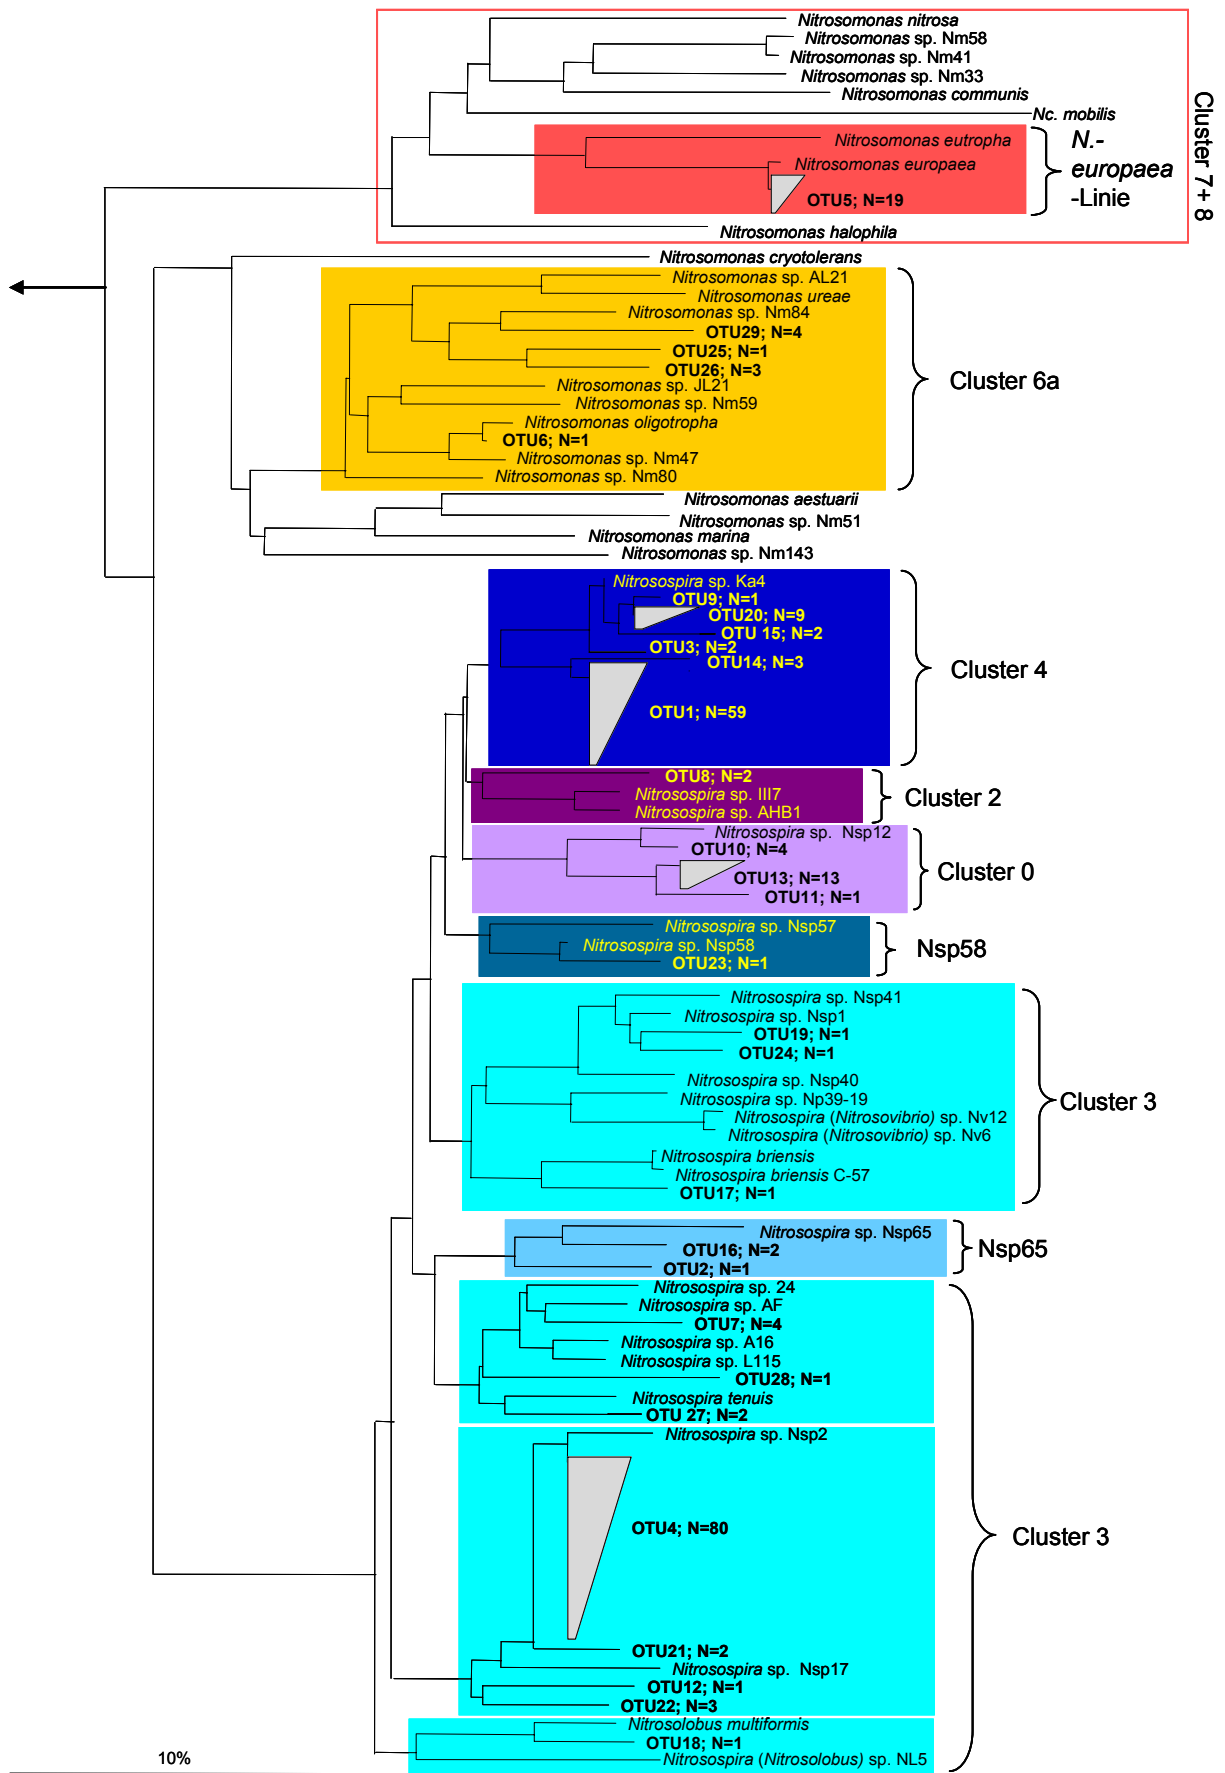 Nitrosomonas nitrosa
Nitrosomonas sp. Nm58
Nitrosomonas sp. Nm41
Nitrosomonas sp. Nm33
Nitrosomonas communis
Nc. mobilis
Nitrosomonas eutropha
Nitrosomonas europaea
OTU5; N=19
N.-
europaea
-Linie
Cluster 7+ 8
Nitrosomonas halophila
Nitrosomonas cryotolerans
Nitrosomonas sp. AL21
Nitrosomonas ureae
Nitrosomonas sp. Nm84
OTU29; N=4
OTU25; N=1
OTU26; N=3
Nitrosomonas sp. JL21
Nitrosomonas sp. Nm59
Nitrosomonas oligotropha
OTU6; N=1
Nitrosomonas sp. Nm47
Nitrosomonas sp. Nm80
Cluster 6a
Nitrosomonas aestuarii
Nitrosomonas sp. Nm51
Nitrosomonas marina
Nitrosomonas sp. Nm143
Nitrosospira sp. Ka4
OTU9; N=1
OTU20; N=9
OTU 15; N=2
OTU3; N=2
OTU14; N=3
OTU1; N=59
Cluster 4
OTU8; N=2
Nitrosospira sp. III7
Nitrosospira sp. AHB1
Cluster 2
Nitrosospira sp. Nsp12
OTU10; N=4
OTU13; N=13
OTU11; N=1
Cluster 0
Nitrosospira sp. Nsp57
Nitrosospira sp. Nsp58
OTU23; N=1
Nsp58
Nitrosospira sp. Nsp41
Nitrosospira sp. Nsp1
OTU19; N=1
OTU24; N=1
Nitrosospira sp. Nsp40
Nitrosospira sp. Np39-19
Nitrosospira (Nitrosovibrio) sp. Nv12
Nitrosospira (Nitrosovibrio) sp. Nv6
Nitrosospira briensis
Nitrosospira briensis C-57
OTU17; N=1
Cluster 3
Nitrosospira sp. Nsp65
OTU16; N=2
OTU2; N=1
Nsp65
Nitrosospira sp. 24
Nitrosospira sp. AF
OTU7; N=4
Nitrosospira sp. A16
Nitrosospira sp. L115
OTU28; N=1
Nitrosospira tenuis
OTU 27; N=2
Nitrosospira sp. Nsp2
OTU4; N=80
Cluster 3
OTU21; N=2
Nitrosospira sp. Nsp17
OTU12; N=1
OTU22; N=3
Nitrosolobus multiformis
OTU18; N=1
Nitrosospira (Nitrosolobus) sp. NL5
10%